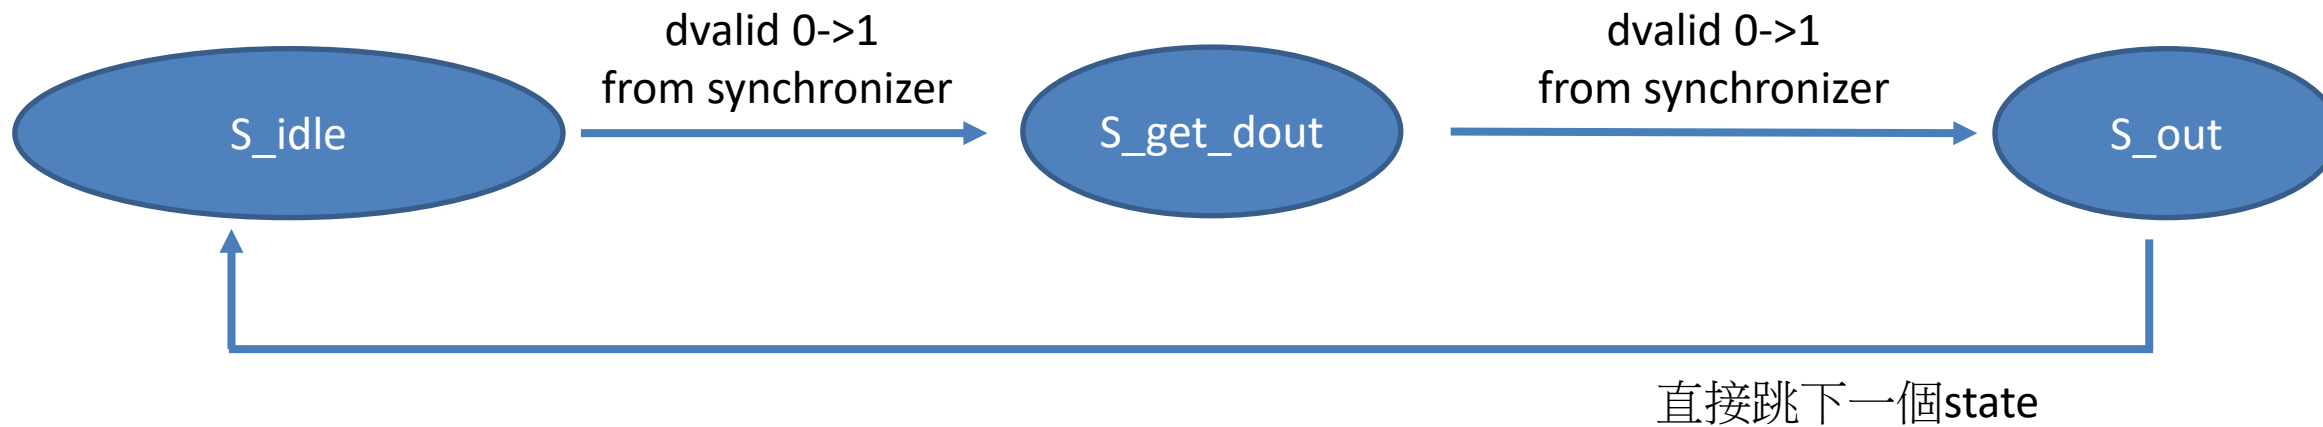 dvalid 0->1
from synchronizer
dvalid 0->1
from synchronizer
S_idle
S_get_dout
S_out
直接跳下一個state